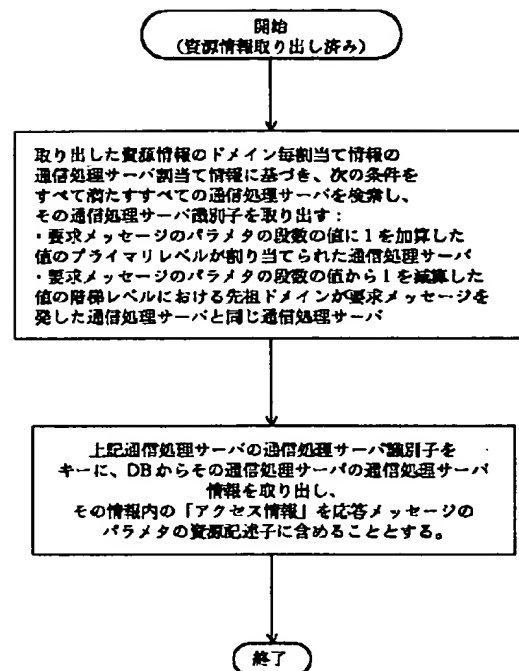 開始
(資源情報取り出し済み)
取り出した資源情報のドメイン毎割当て情報の
通信処理サーバ割当て情報に基づき、次の条件を
すべて満たすすべての通信処理サーバを検索し、
その通信処理サーバ識別子を取り出す：
・要求メッセージのパラメタの段数の値に1を加算した
値のプライマリレベルが割り当てられた通信処理サーバ
・要求メッセージのパラメタの段数の値から1を減算した
値の階梯レベルにおける先祖ドメインが要求メッセージを
発した通信処理サーバと同じ通信処理サーバ
上記通信処理サーバの通信処理サーバ識別子を
キーに、DBからその通信処理サーバの通信処理サーバ
情報を取り出し、
その情報内の「アクセス情報」を応答メッセージの
パラメタの資源記述子に含めることとする。
終了